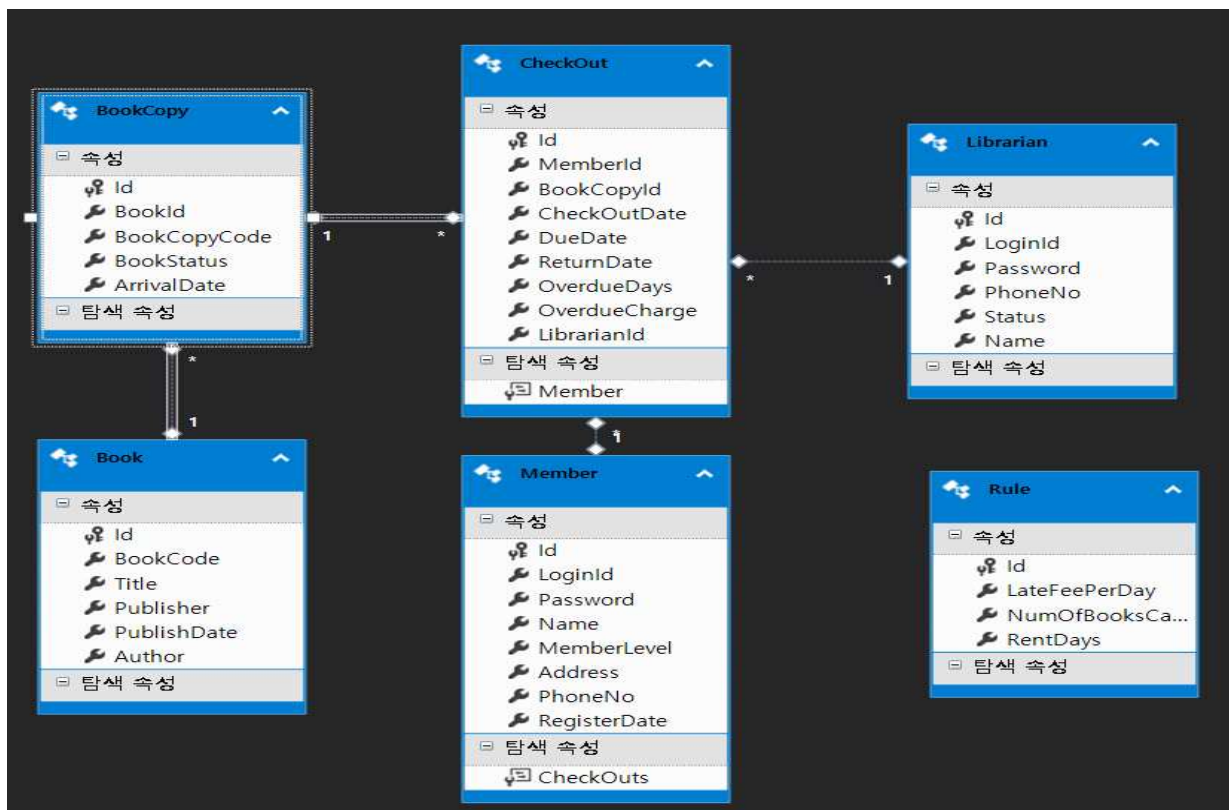 BookCopy
속성
Id
BookId
BookCopyCode
BookStatus
ArrivalDate
탐색 속성
1
*
*
1
Book
속성
Id
BookCode
Title
Publisher
PublishDate
Author
탐색 속성
CheckOut
속성
Id
MemberId
BookCopyId
CheckOutDate
DueDate
ReturnDate
OverdueDays
OverdueCharge
LibrarianId
탐색 속성
Member
*
1
Member
속성
Id
LoginId
Password
Name
MemberLevel
Address
PhoneNo
RegisterDate
탐색 속성
CheckOuts
*
1
Librarian
속성
Id
LoginId
Password
PhoneNo
Status
Name
탐색 속성
Rule
속성
Id
LateFeePerDay
NumOfBooksCa...
RentDays
탐색 속성